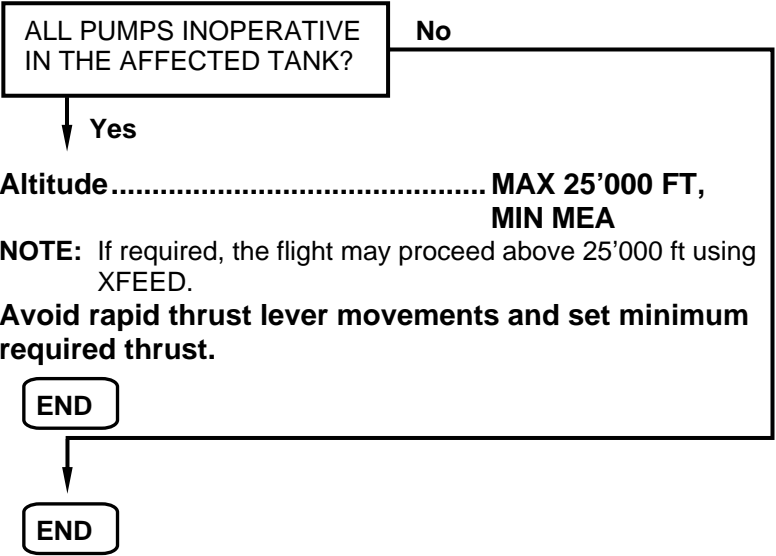 ALL PUMPS INOPERATIVE
IN THE AFFECTED TANK?
No
Yes
Altitude.............................................. MAX 25’000 FT,
MIN MEA
NOTE: If required, the flight may proceed above 25’000 ft using
XFEED.
Avoid rapid thrust lever movements and set minimum
required thrust.
END
END